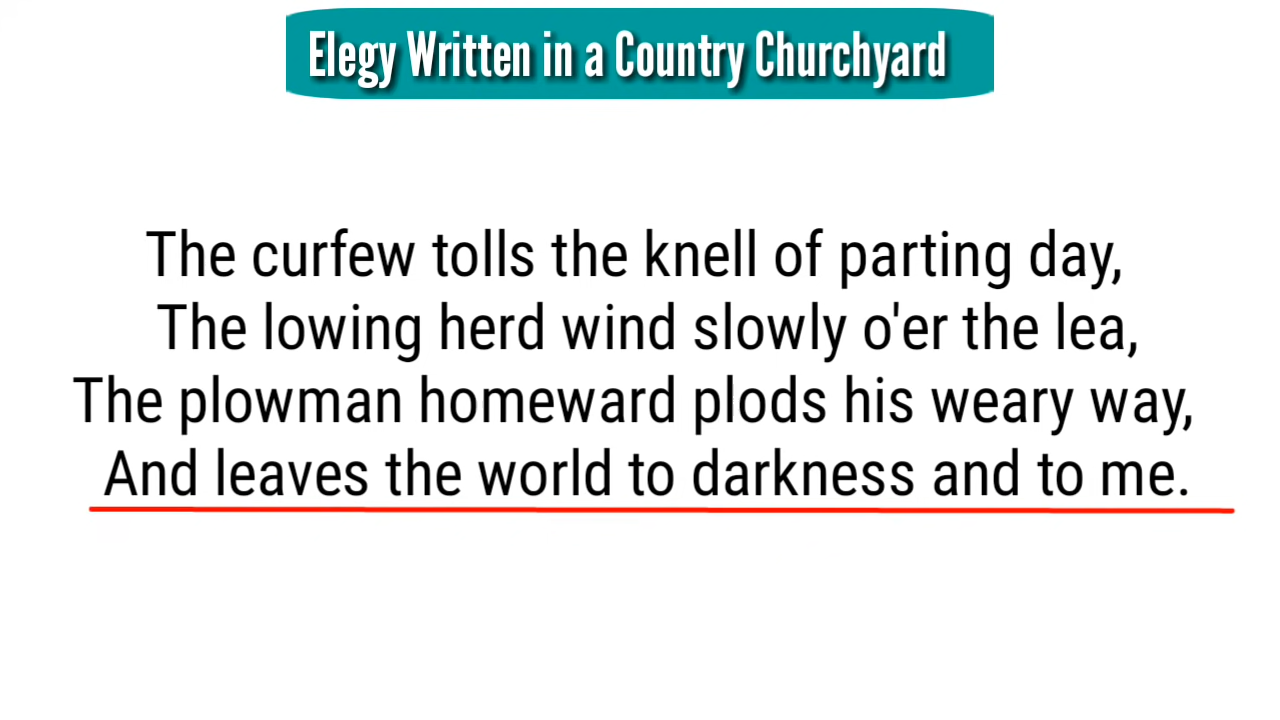 Elegy Written in a Country Churchyard
The curfew tolls the knell of parting day,
The lowing herd wind slowly o'er the lea,
The plowman homeward plods his weary way,
And leaves the world to darkness and to me.